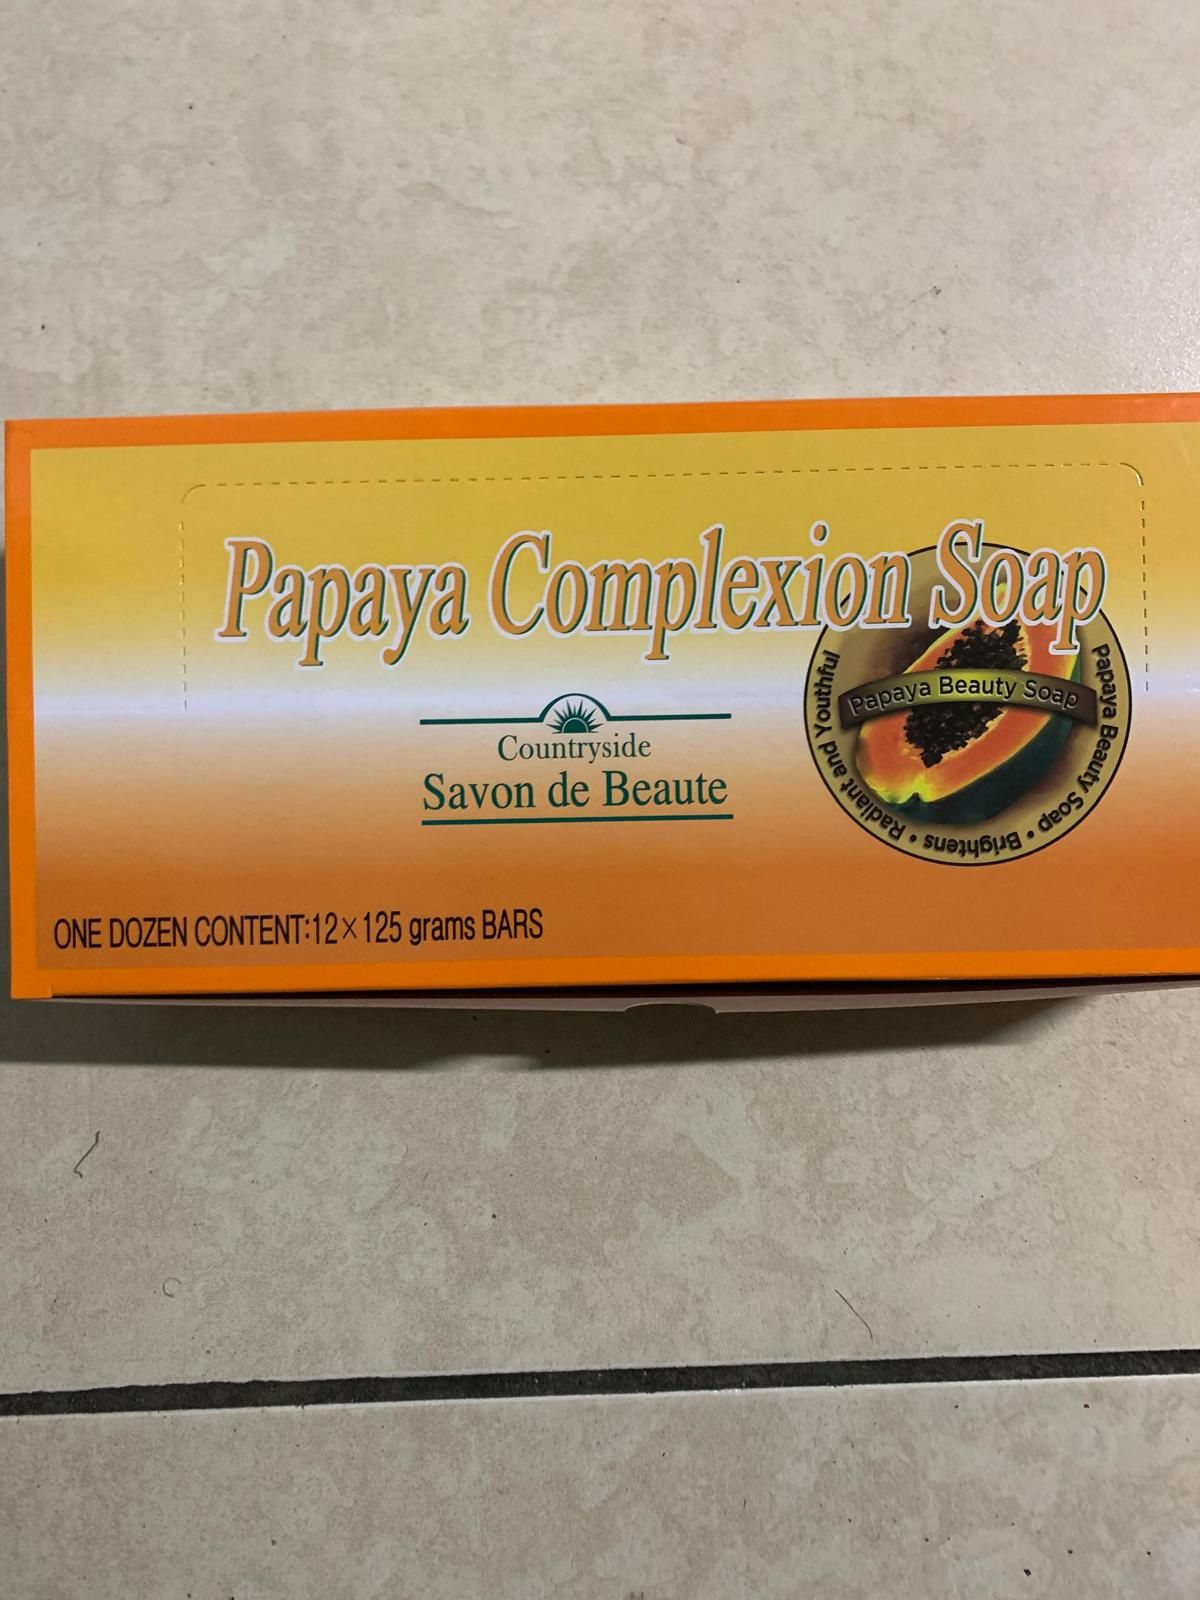 Papaya Complexion Soap
Countryside
Savon de Beaute
Papaya Beauty Soap
Papaya Beauty Soap • Brightens • Radiant and Youthful
ONE DOZEN CONTENT:12×125 grams BARS